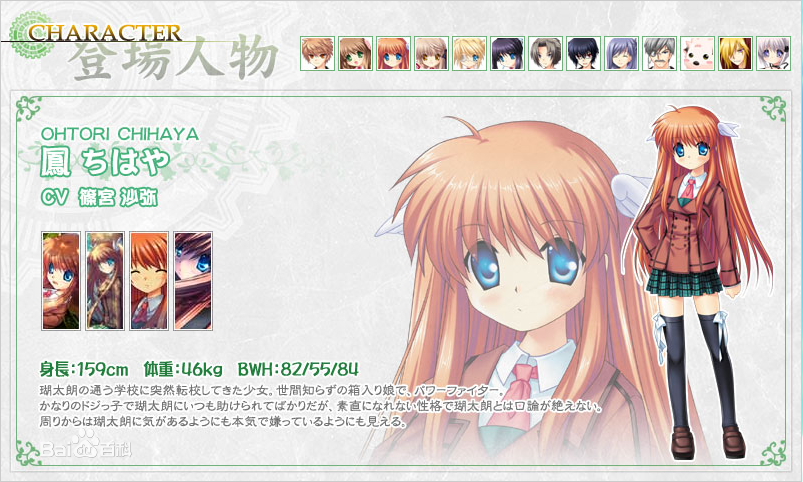 CHARACTER
登場人物
OHTORI CHIHAYA
鳳 ちはや
CV 篠宮 沙弥
身長:159cm 体重:46kg BWH:82/55/84
瑚太朗の通う学校に突然転校してきた少女。世間知らずの箱入り娘で、パワーファイター。
かなりのドジっ子で瑚太朗にいつも助けられてばかりだが、素直になれない性格で瑚太朗とは口論が絶えない。
周りからは瑚太朗に気があるようにも本気で嫌っているようにも見える。
Bai百科